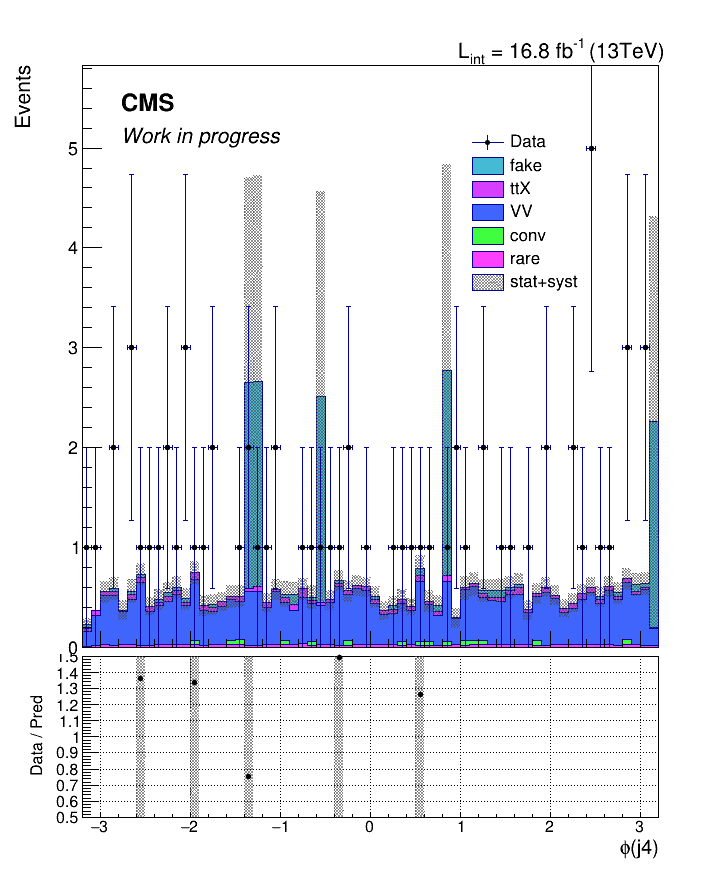 L_int = 16.8 fb^-1 (13TeV)
Events
CMS
Work in progress
Data
fake
ttX
VV
conv
rare
stat+syst
5
4
3
2
1
0
Data / Pred
1.5
1.4
1.3
1.2
1.1
1
0.9
0.8
0.7
0.6
0.5
−3 −2 −1 0 1 2 3
ϕ(j4)